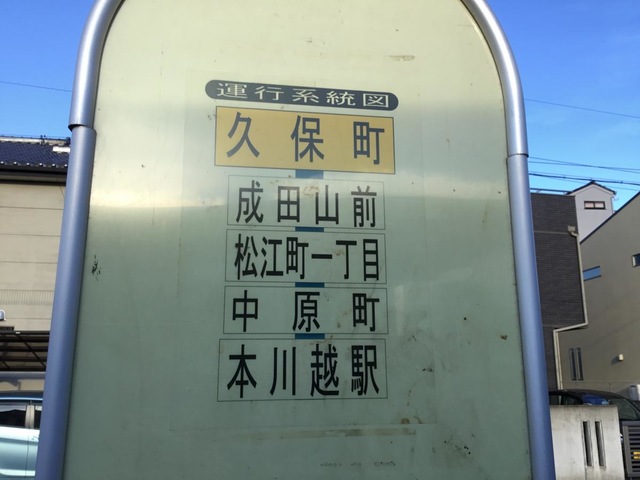 運行系統図
久保町
成田山前
松江町一丁目
中原町
本川越駅